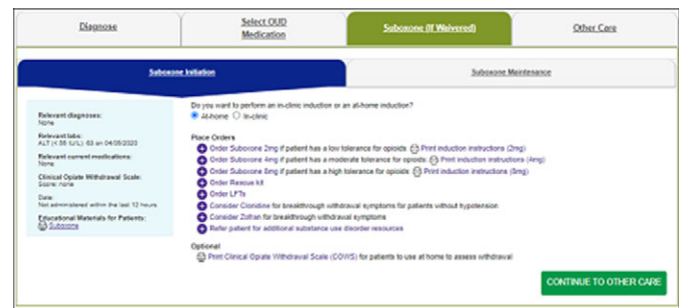 Diagnose
Select OUD
Medication
Suboxone (If Waivered)
Other Care
Suboxone Initiation
Suboxone Maintenance
Relevant diagnoses:
None
Relevant labs:
ALT (< 55 IU/L): 63 on 04/05/2020
Relevant current medications:
None
Clinical Opiate Withdrawal Scale:
Score: none
Date:
Not administered within the last 12 hours
Educational Materials for Patients:
Suboxone
Do you want to perform an in-clinic induction or an at-home induction?
At-home In-clinic
Place Orders
Order Suboxone 2mg if patient has a low tolerance for opioids Print induction instructions (2mg)
Order Suboxone 4mg if patient has a moderate tolerance for opioids Print induction instructions (4mg)
Order Suboxone 8mg if patient has a high tolerance for opioids Print induction instructions (8mg)
Order Rescue kit
Order LFTs
Consider Clonidine for breakthrough withdrawal symptoms for patients without hypotension
Consider Zofran for breakthrough withdrawal symptoms
Refer patient for additional substance use disorder resources
Optional
Print Clinical Opiate Withdrawal Scale (COWS) for patients to use at home to assess withdrawal
CONTINUE TO OTHER CARE